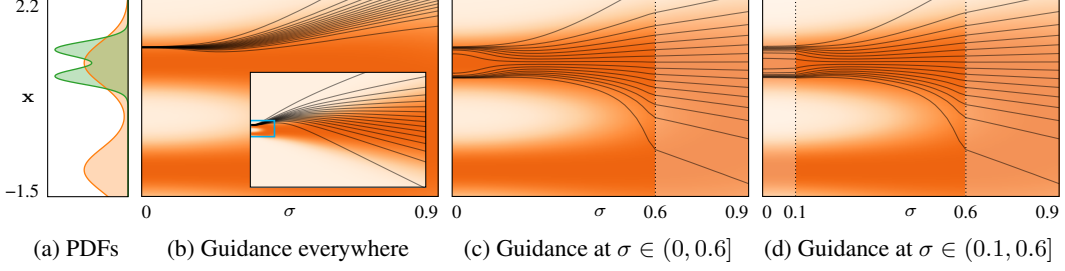 2.2
x
−1.5
0 σ 0.9
0 σ 0.6 0.9
0 0.1 σ 0.6 0.9
(a) PDFs (b) Guidance everywhere (c) Guidance at σ ∈ (0, 0.6] (d) Guidance at σ ∈ (0.1, 0.6]